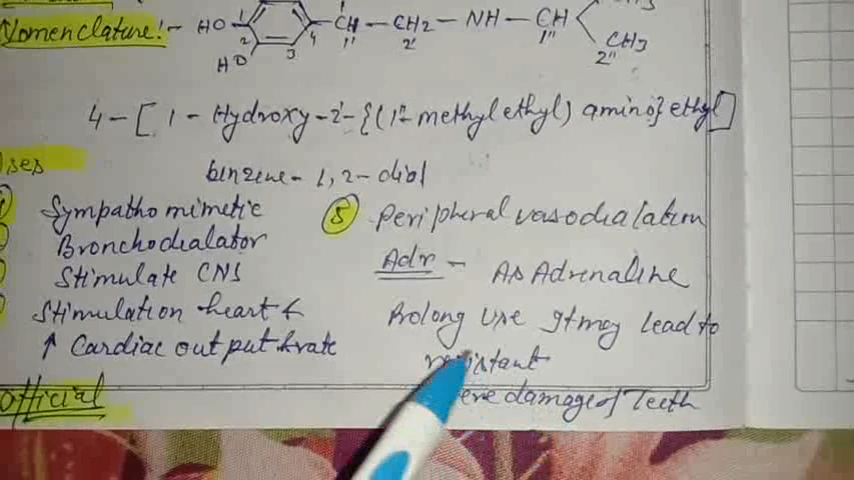 Nomenclature:-
HO 1 4 CH — CH2 — NH — CH CH3
2 3 1' 2' 1" 2"
HO
4 - [ 1 - Hydroxy - 2' - {(1"- methyl ethyl) amino} ethyl ]
benzene - 1, 2 - diol
Sympathomimetic
Bronchodialator
Stimulate CNS
Stimulation heart &
↑ Cardiac output & rate
official
5 Peripheral vasodialation
Adr - As Adrenaline
Prolong use It may lead to
damage of Teeth